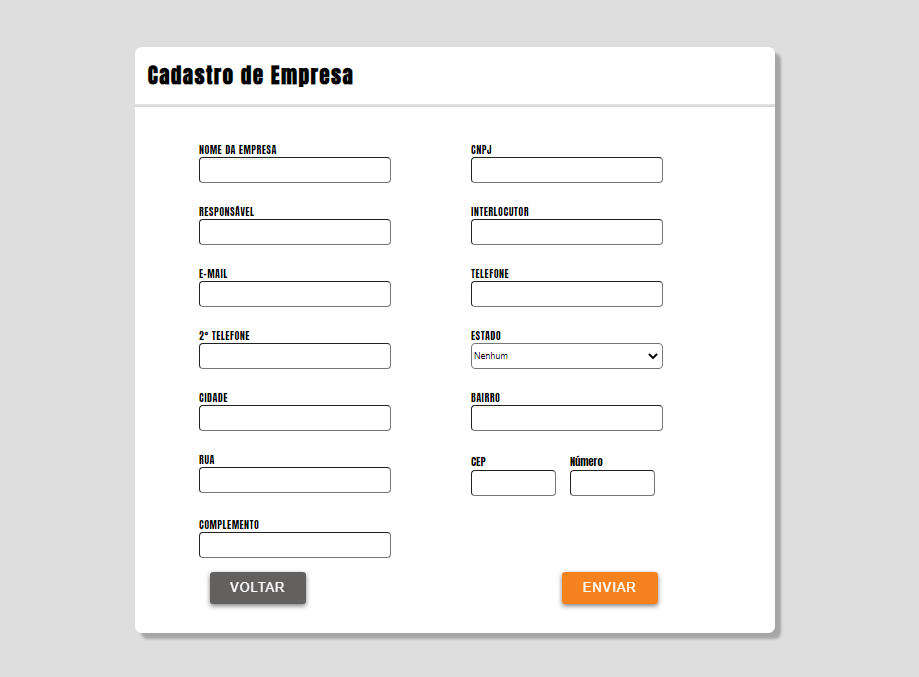 Cadastro de Empresa
NOME DA EMPRESA
CNPJ
RESPONSÁVEL
INTERLOCUTOR
E-MAIL
TELEFONE
2º TELEFONE
ESTADO
Nenhum
CIDADE
BAIRRO
RUA
CEP
Número
COMPLEMENTO
VOLTAR
ENVIAR